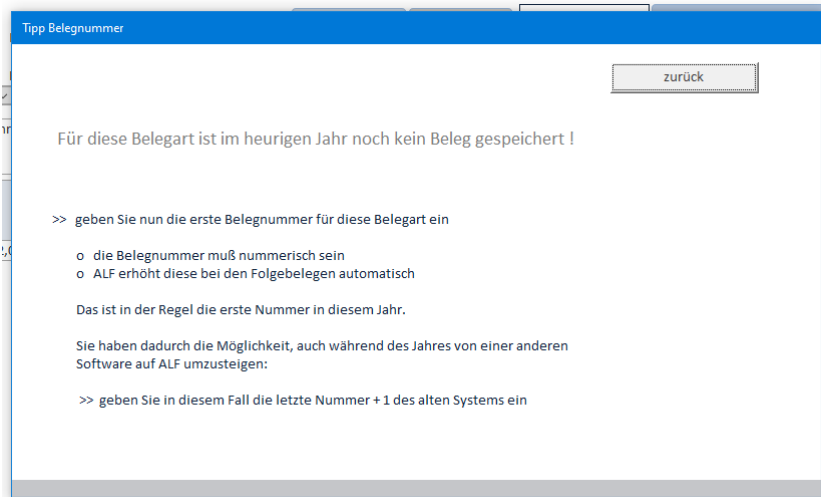 Tipp Belegnummer
zurück
Für diese Belegart ist im heurigen Jahr noch kein Beleg gespeichert !
>> geben Sie nun die erste Belegnummer für diese Belegart ein
o die Belegnummer muß nummerisch sein
o ALF erhöht diese bei den Folgebelegen automatisch
Das ist in der Regel die erste Nummer in diesem Jahr.
Sie haben dadurch die Möglichkeit, auch während des Jahres von einer anderen
Software auf ALF umzusteigen:
>> geben Sie in diesem Fall die letzte Nummer + 1 des alten Systems ein